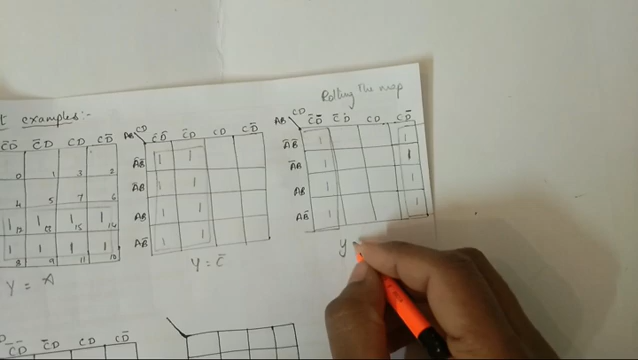 Rolling The map
t examples:-
C̄D̄ C̄D CD CD̄
0 1 3 2
4 5 7 6
1 12 1 13 1 15 1 14
1 8 1 9 1 11 1 10
Y = A
AB CD C̄D̄ C̄D CD CD̄
ĀB̄ 1 1
ĀB 1 1
AB 1 1
AB̄ 1 1
Y = C̄
AB CD C̄D̄ C̄D CD CD̄
ĀB̄ 1 1
ĀB 1 1
AB 1 1
AB̄ 1 1
y
C̄D CD CD̄